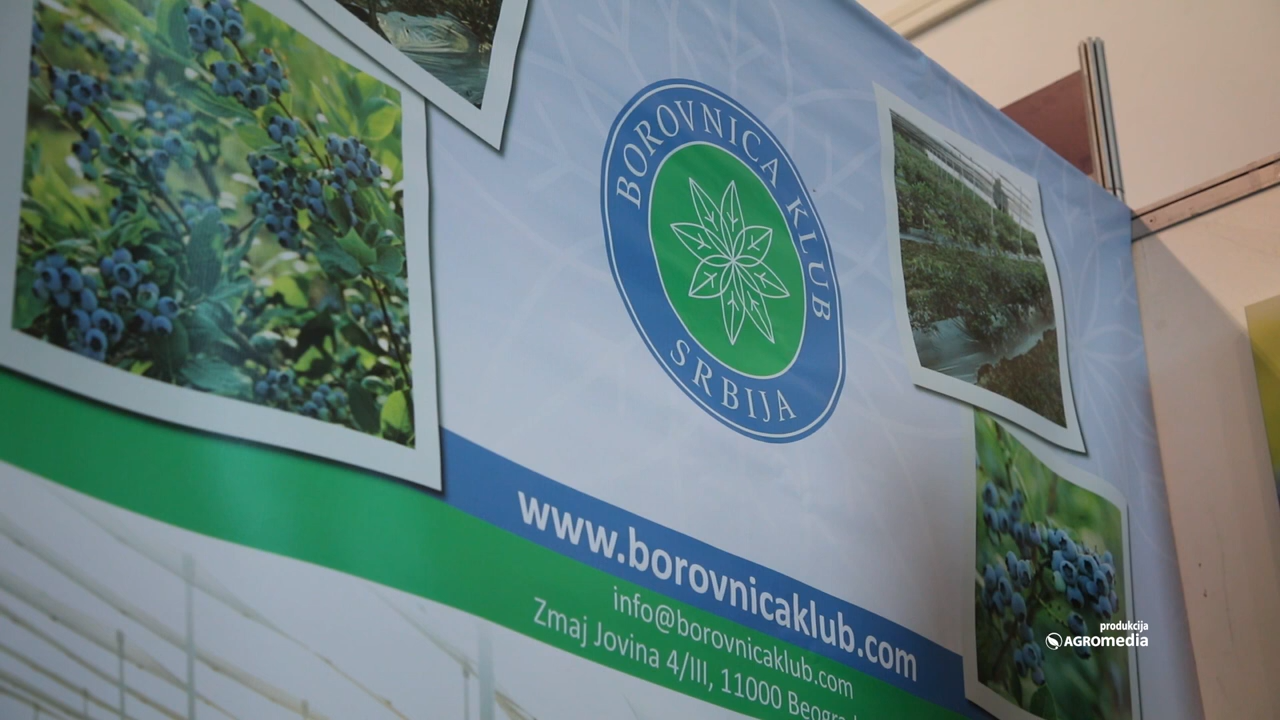 BOROVNICA KLUB
SRBIJA
www.borovnicaklub.com
info@borovnicaklub.com
Zmaj Jovina 4/III, 11000
produkcija
AGROMEDIA